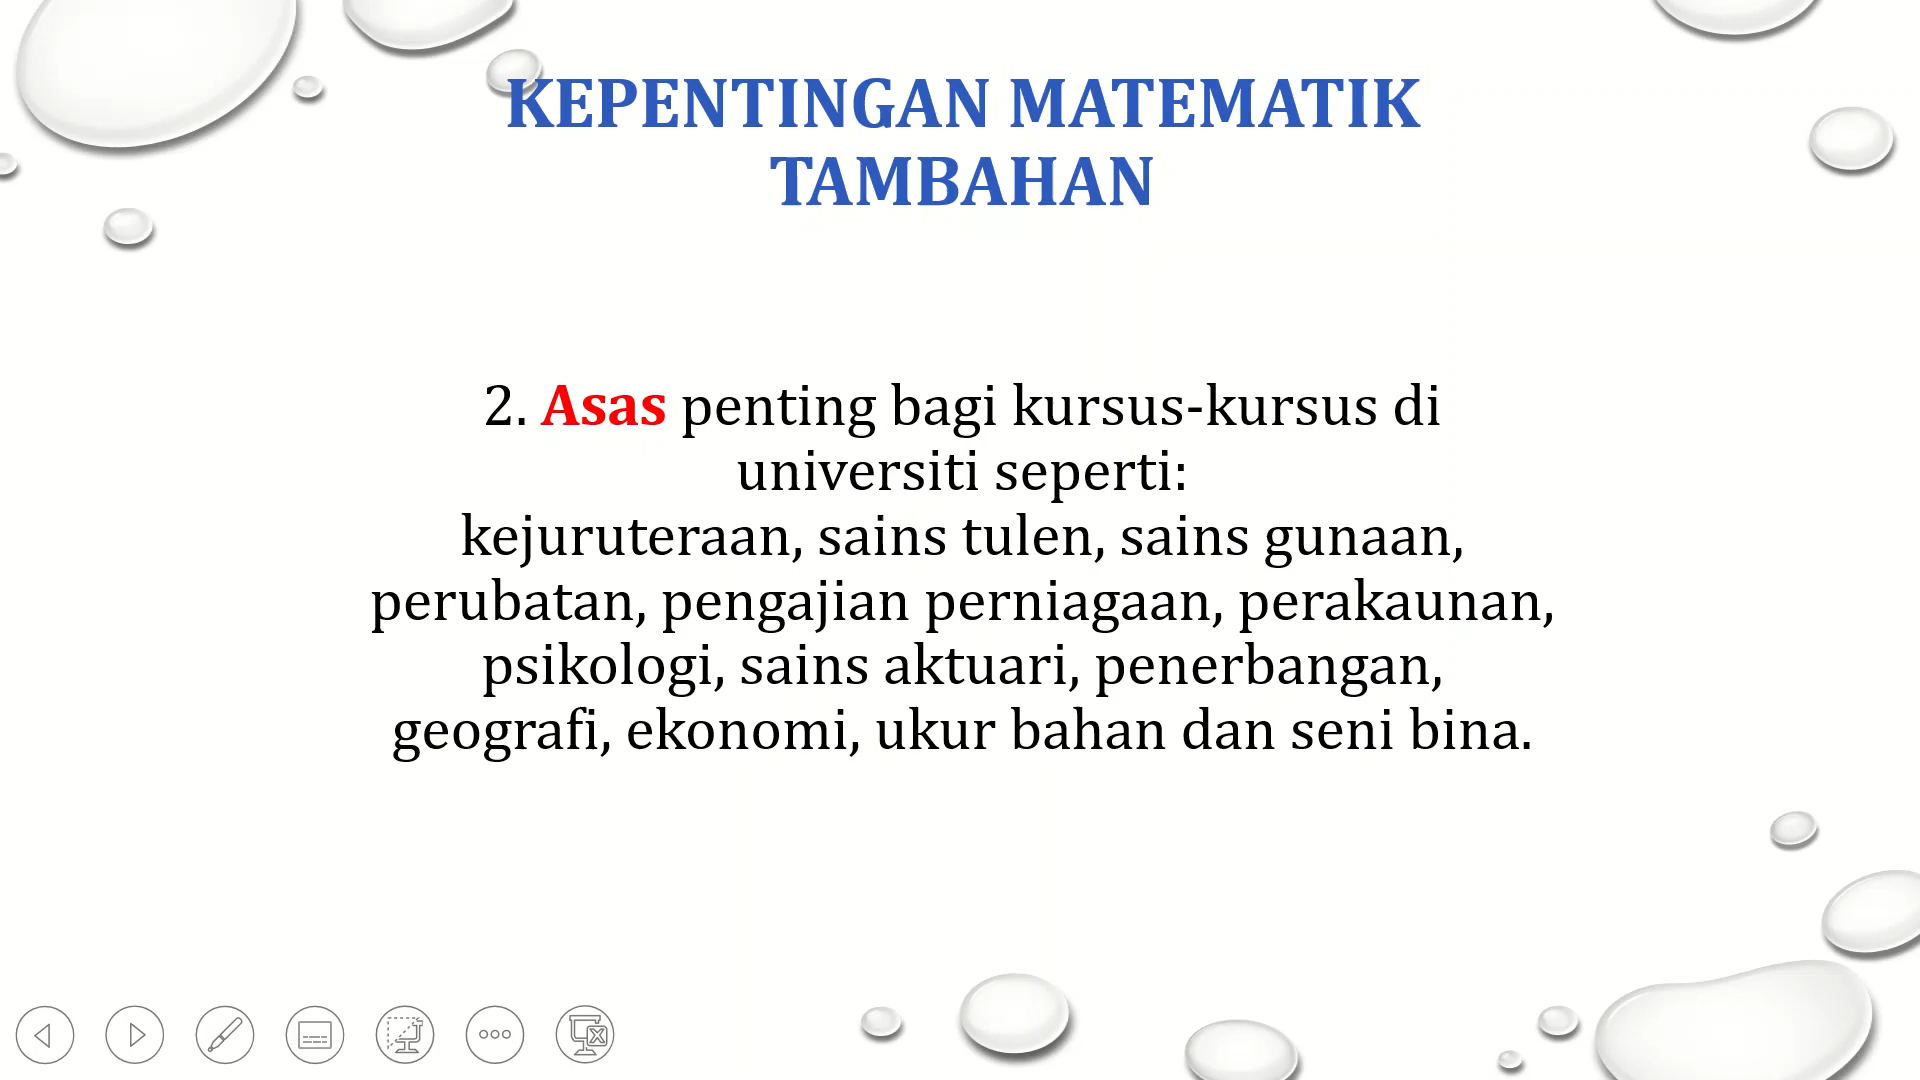 KEPENTINGAN MATEMATIK
TAMBAHAN
2. Asas penting bagi kursus-kursus di
universiti seperti:
kejuruteraan, sains tulen, sains gunaan,
perubatan, pengajian perniagaan, perakaunan,
psikologi, sains aktuari, penerbangan,
geografi, ekonomi, ukur bahan dan seni bina.